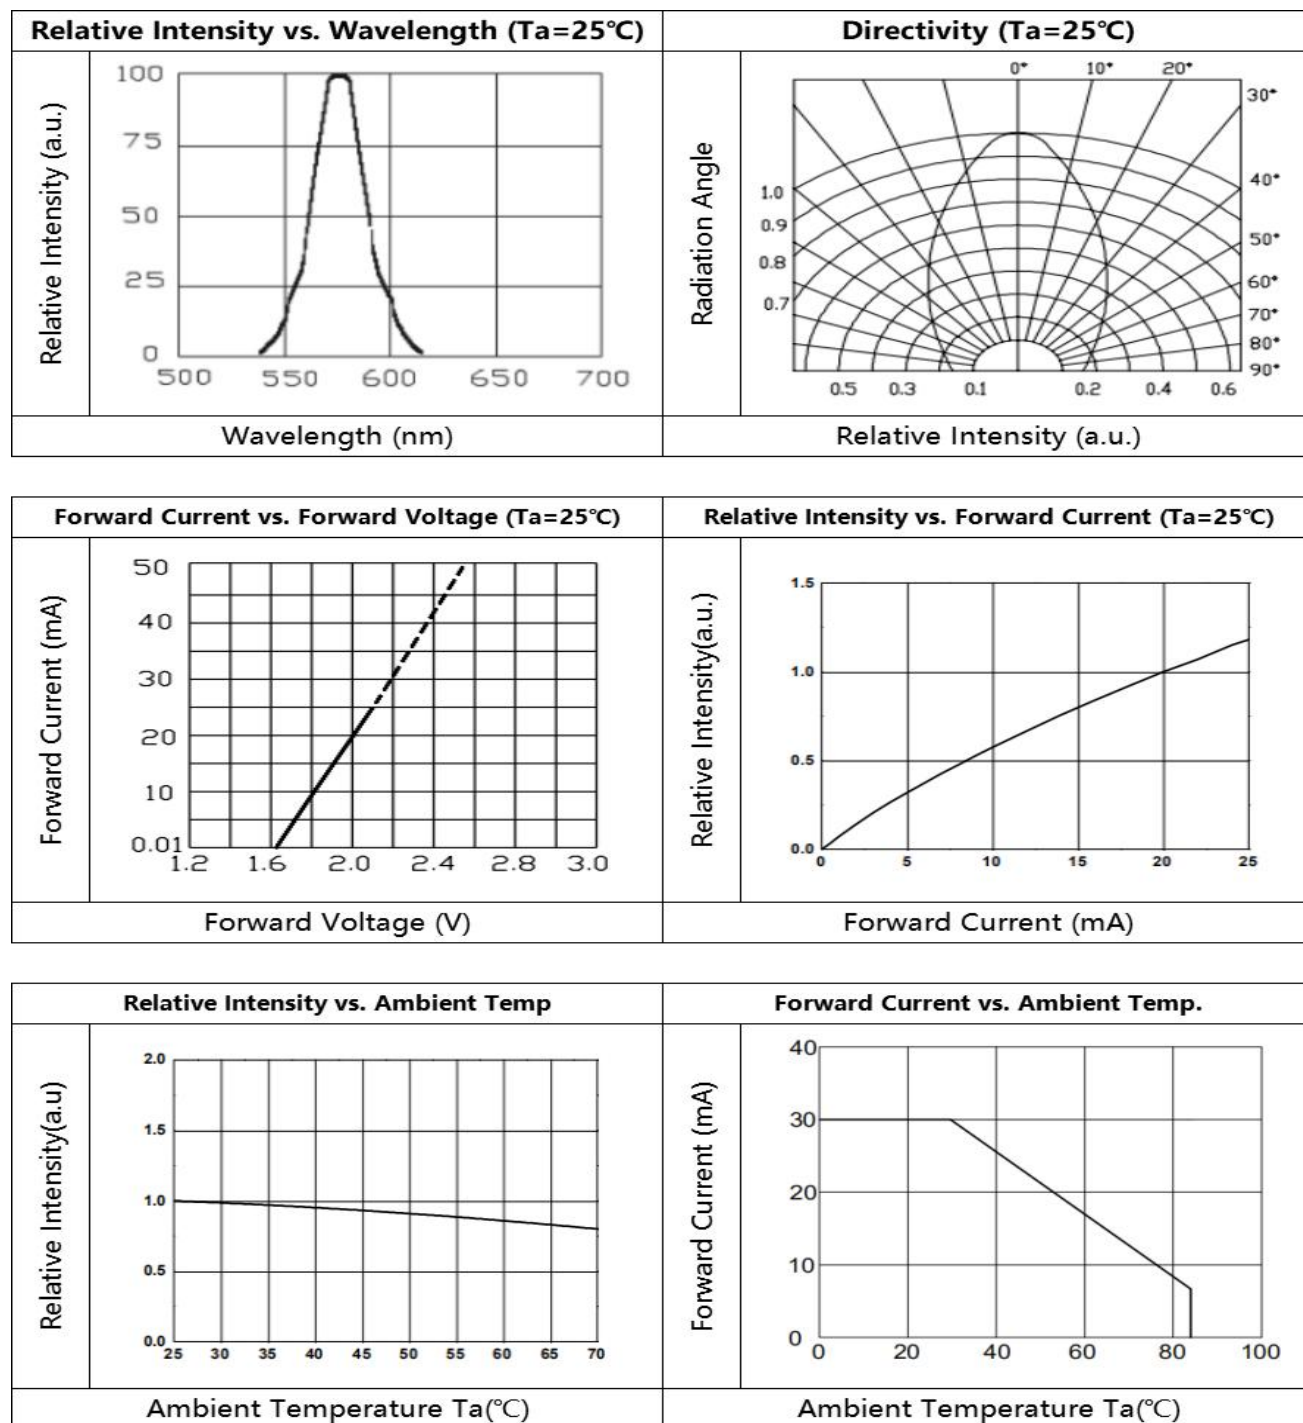 Relative Intensity vs. Wavelength (Ta=25℃)
Directivity (Ta=25℃)
Relative Intensity (a.u.)
100
75
50
25
0
500 550 600 650 700
Wavelength (nm)
Radiation Angle
0° 10° 20°
30°
40°
50°
60°
70°
80°
90°
1.0
0.9
0.8
0.7
0.5 0.3 0.1 0.2 0.4 0.6
Relative Intensity (a.u.)
Forward Current vs. Forward Voltage (Ta=25℃)
Relative Intensity vs. Forward Current (Ta=25℃)
Forward Current (mA)
50
40
30
20
10
0.01
1.2 1.6 2.0 2.4 2.8 3.0
Forward Voltage (V)
Relative Intensity(a.u.)
1.5
1.0
0.5
0.0
0 5 10 15 20 25
Forward Current (mA)
Relative Intensity vs. Ambient Temp
Forward Current vs. Ambient Temp.
Relative Intensity(a.u)
2.0
1.5
1.0
0.5
0.0
25 30 35 40 45 50 55 60 65 70
Ambient Temperature Ta(℃)
Forward Current (mA)
40
30
20
10
0
0 20 40 60 80 100
Ambient Temperature Ta(℃)